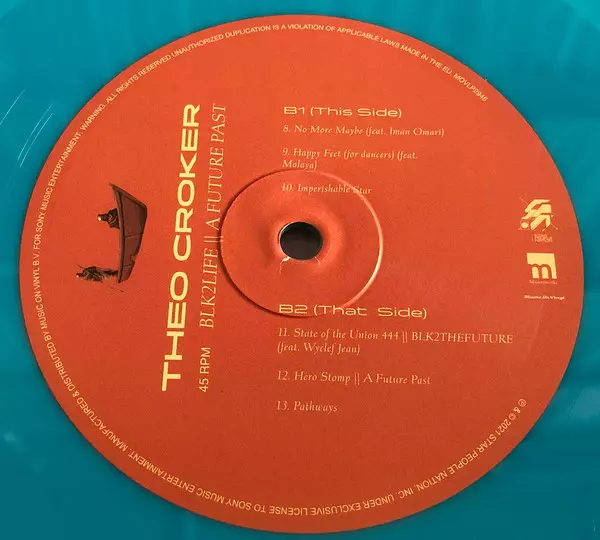 THEO CROKER
BLK2LIFE || A FUTURE PAST
45 RPM
B1 (This Side)
8. No More Maybe (feat. Iman Omari)
9. Happy Feet (for dancers) (feat.
Malaya)
10. Imperishable Star
B2 (That Side)
11. State of the Union 444 || BLK2THEFUTURE
(feat. Wyclef Jean)
12. Hero Stomp || A Future Past
13. Pathways
m
Music On Vinyl
MANUFACTURED & DISTRIBUTED BY MUSIC ON VINYL B.V. FOR SONY MUSIC ENTERTAINMENT. WARNING. ALL RIGHTS RESERVED UNAUTHORIZED DUPLICATION IS A VIOLATION OF APPLICABLE LAWS MADE IN THE EU. MOVLP2946
℗ & © 2021 STAR PEOPLE NATION, INC. UNDER EXCLUSIVE LICENSE TO SONY MUSIC ENTERTAINMENT.